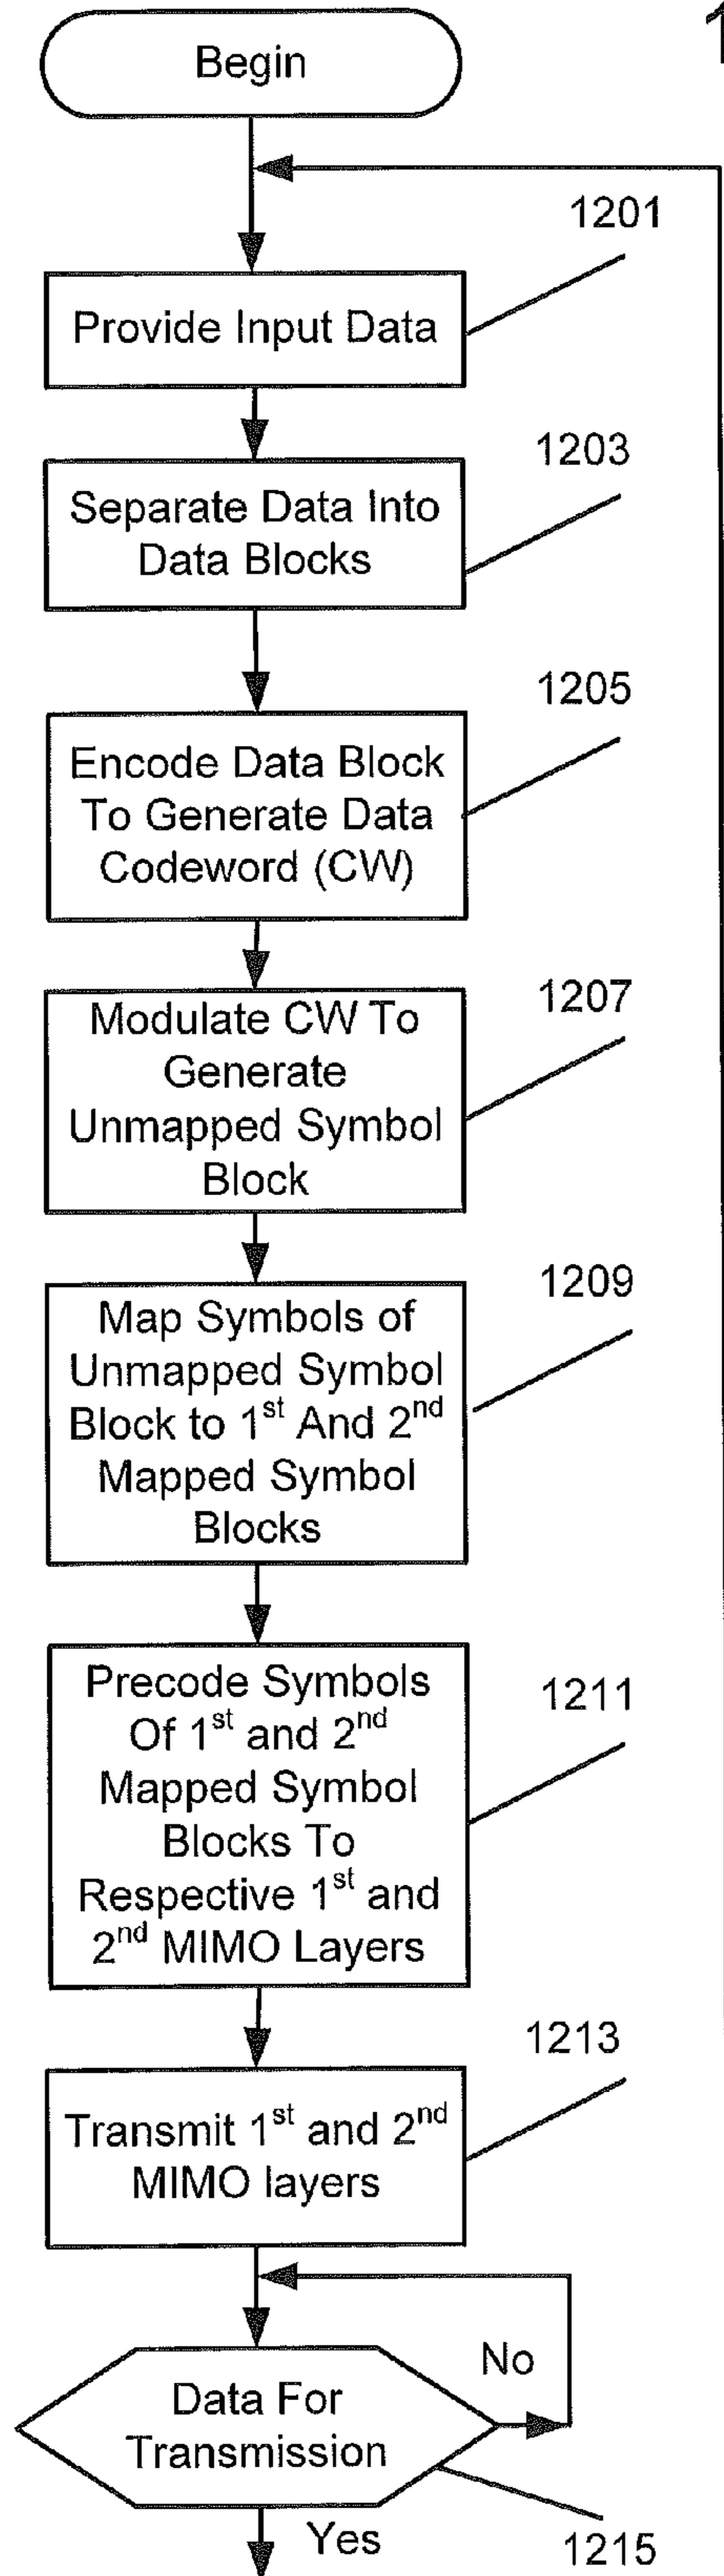 Begin
1201
Provide Input Data
1203
Separate Data Into
Data Blocks
1205
Encode Data Block
To Generate Data
Codeword (CW)
1207
Modulate CW To
Generate
Unmapped Symbol
Block
1209
Map Symbols of
Unmapped Symbol
Block to 1st And 2nd
Mapped Symbol
Blocks
1211
Precode Symbols
Of 1st and 2nd
Mapped Symbol
Blocks To
Respective 1st and
2nd MIMO Layers
1213
Transmit 1st and 2nd
MIMO layers
No
Data For
Transmission
Yes
1215